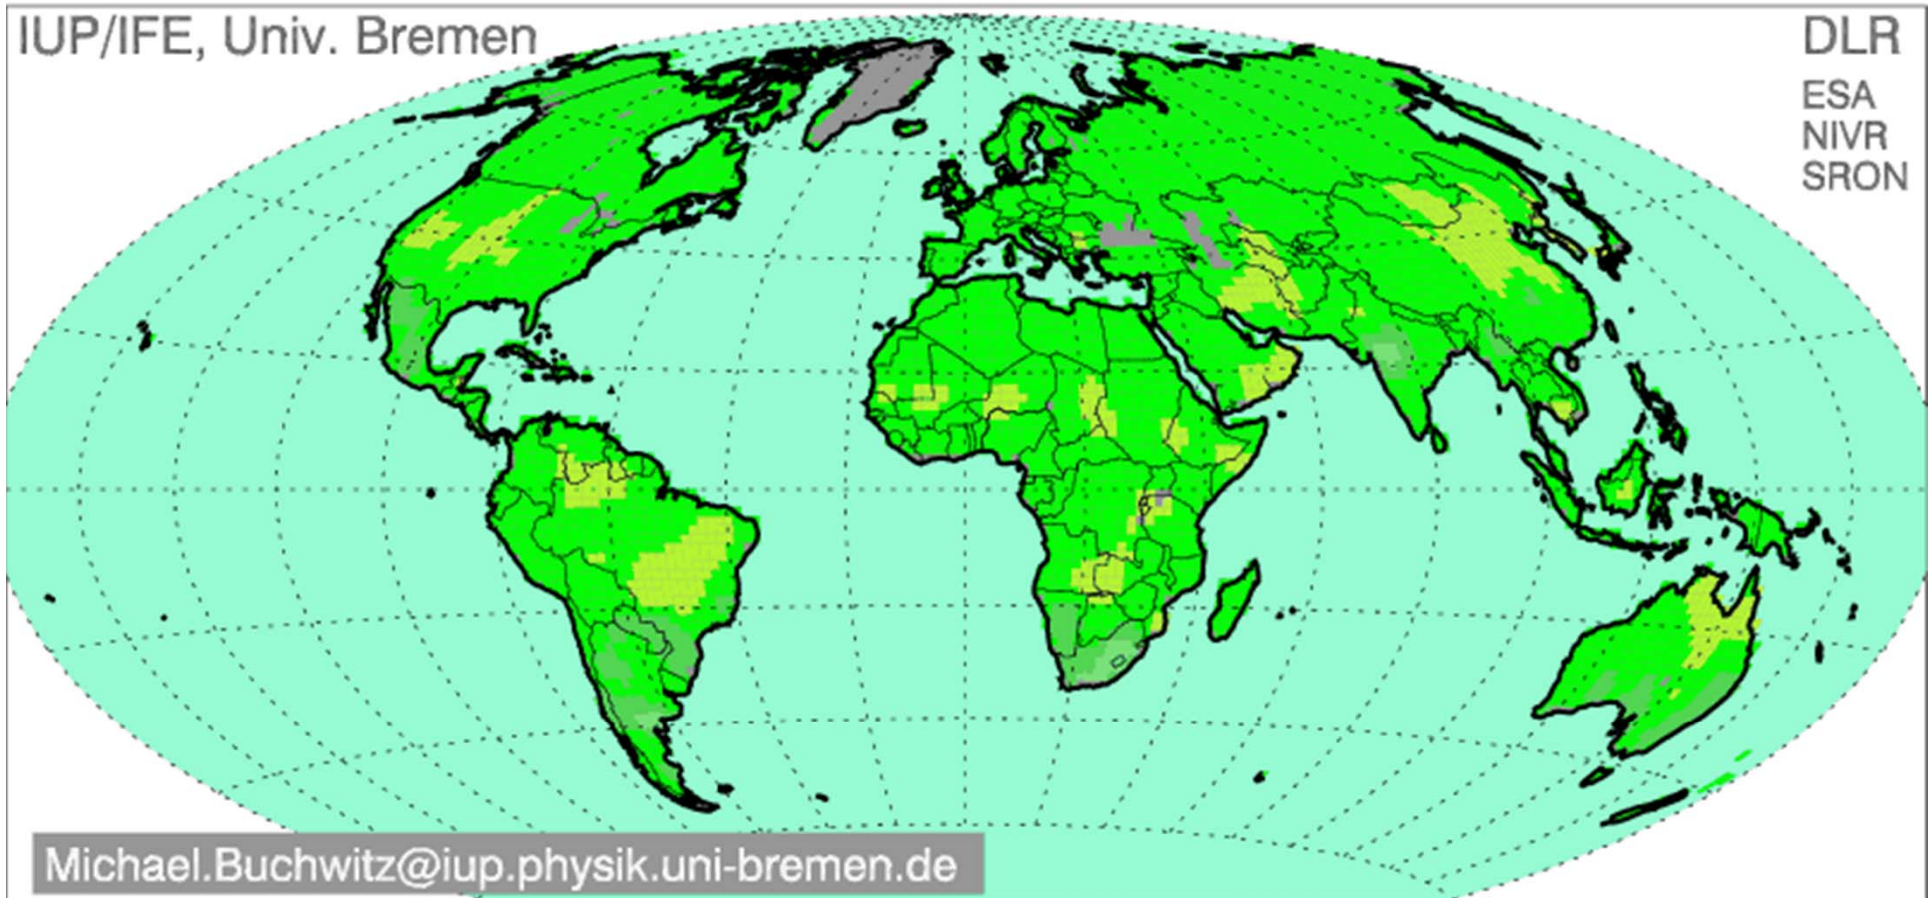 IUP/IFE, Univ. Bremen
DLR
ESA
NIVR
SRON
Michael.Buchwitz@iup.physik.uni-bremen.de